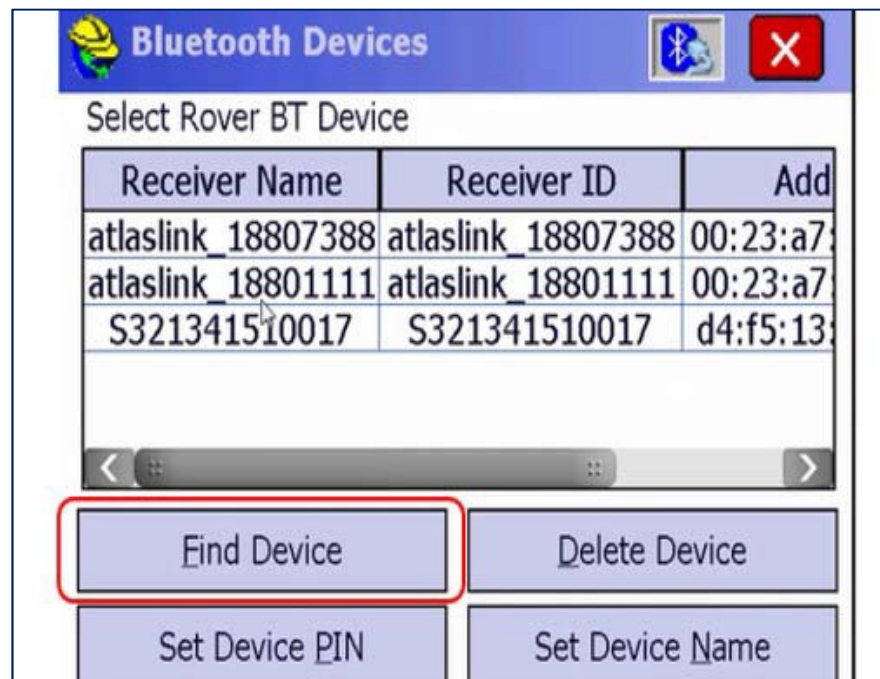 Bluetooth Devices
Select Rover BT Device
Receiver Name Receiver ID Add
atlaslink_18807388 atlaslink_18807388 00:23:a7:
atlaslink_18801111 atlaslink_18801111 00:23:a7:
S321341510017 S321341510017 d4:f5:13:
Find Device Delete Device
Set Device PIN Set Device Name